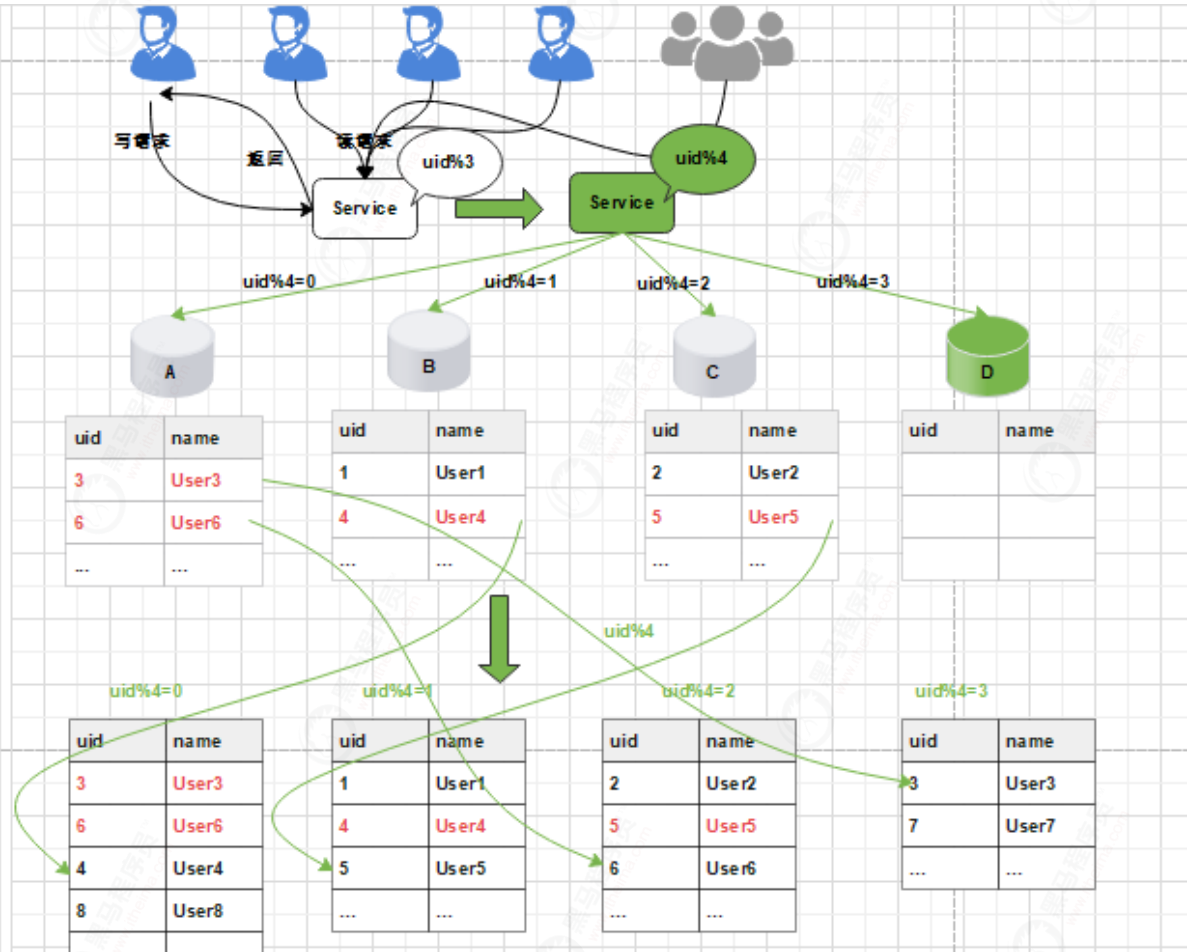 写请求
返回
读请求
uid%3
uid%4
Service
Service
uid%4=0
uid%4=1
uid%4=2
uid%4=3
A
B
C
D
uid name
3 User3
6 User6
... ...
uid name
1 User1
4 User4
... ...
uid name
2 User2
5 User5
... ...
uid name
uid%4
uid%4=0
uid%4=1
uid%4=2
uid%4=3
uid name
3 User3
6 User6
4 User4
8 User8
uid name
1 User1
4 User4
5 User5
... ...
uid name
2 User2
5 User5
6 User6
... ...
uid name
3 User3
7 User7
... ...